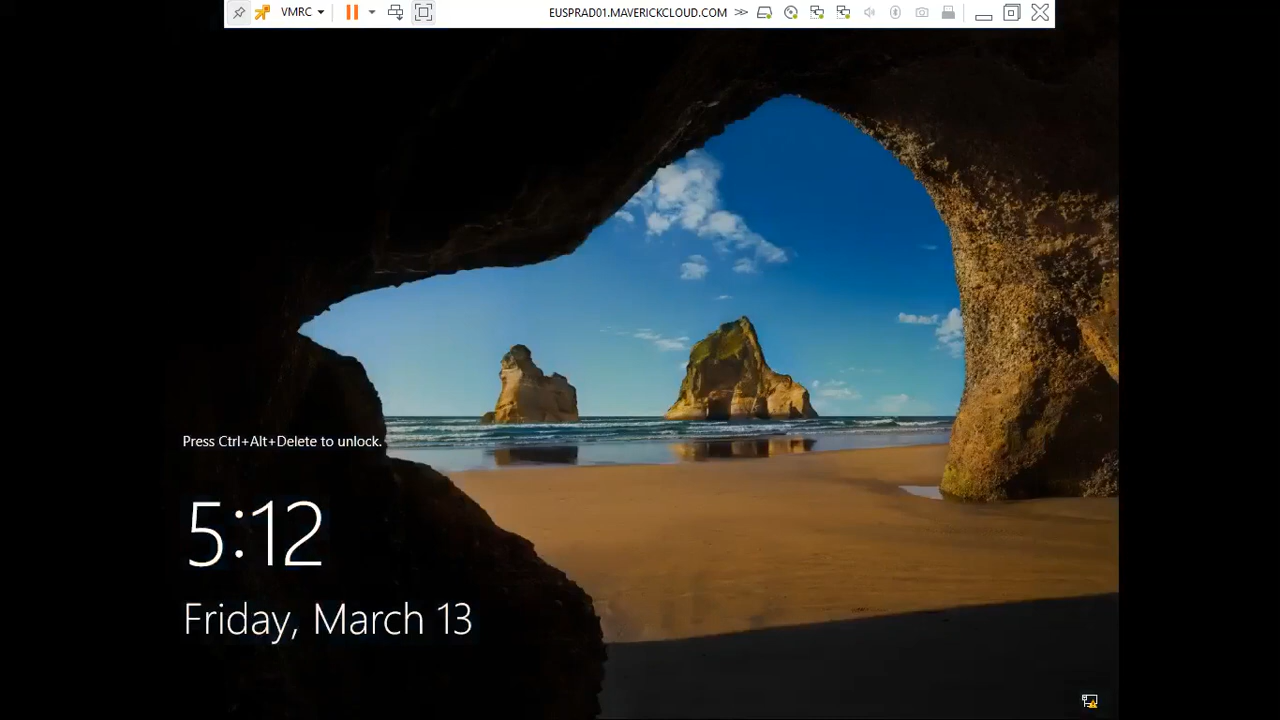 VMRC
EUSPRAD01.MAVERICKCLOUD.COM
Press Ctrl+Alt+Delete to unlock.
5:12
Friday, March 13